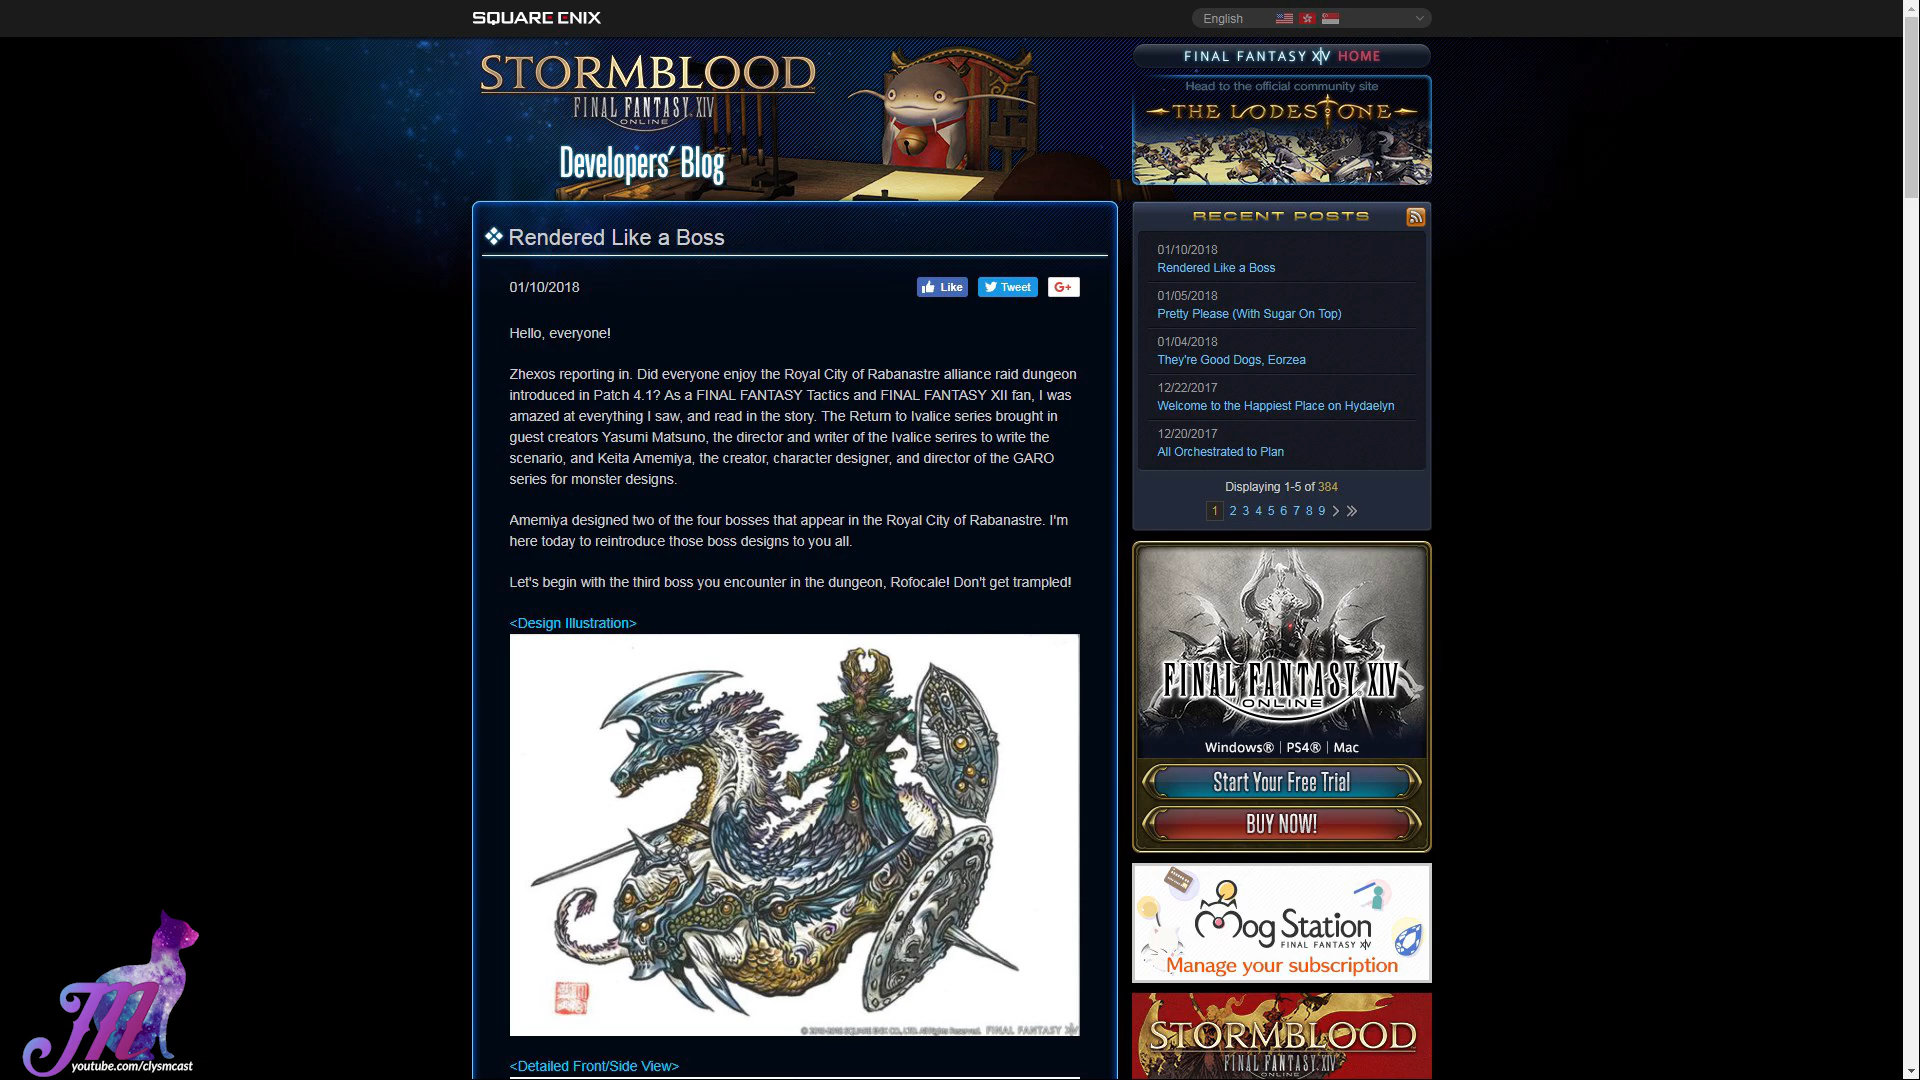 SQUARE ENIX
English
STORMBLOOD
FINAL FANTASY XIV
ONLINE
Developers' Blog
FINAL FANTASY XIV HOME
Head to the official community site
THE LODESTONE
Rendered Like a Boss
01/10/2018
Like
Tweet
G+
Hello, everyone!
Zhexos reporting in. Did everyone enjoy the Royal City of Rabanastre alliance raid dungeon
introduced in Patch 4.1? As a FINAL FANTASY Tactics and FINAL FANTASY XII fan, I was
amazed at everything I saw, and read in the story. The Return to Ivalice series brought in
guest creators Yasumi Matsuno, the director and writer of the Ivalice serires to write the
scenario, and Keita Amemiya, the creator, character designer, and director of the GARO
series for monster designs.
Amemiya designed two of the four bosses that appear in the Royal City of Rabanastre. I'm
here today to reintroduce those boss designs to you all.
Let's begin with the third boss you encounter in the dungeon, Rofocale! Don't get trampled!
<Design Illustration>
FINAL FANTASY XIV
<Detailed Front/Side View>
RECENT POSTS
01/10/2018
Rendered Like a Boss
01/05/2018
Pretty Please (With Sugar On Top)
01/04/2018
They're Good Dogs, Eorzea
12/22/2017
Welcome to the Happiest Place on Hydaelyn
12/20/2017
All Orchestrated to Plan
Displaying 1-5 of 384
1 2 3 4 5 6 7 8 9
FINAL FANTASY XIV
ONLINE
Windows® | PS4® | Mac
Start Your Free Trial
BUY NOW!
Mog Station
FINAL FANTASY XIV
Manage your subscription
STORMBLOOD
FINAL FANTASY XIV
ONLINE
M
youtube.com/clysmcast